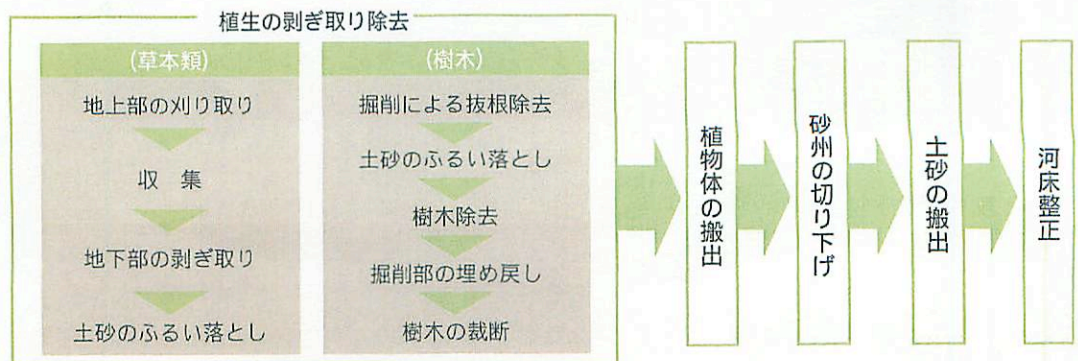 植生の剥ぎ取り除去
(草本類)
地上部の刈り取り
収 集
地下部の剥ぎ取り
土砂のふるい落とし
(樹木)
掘削による抜根除去
土砂のふるい落とし
樹木除去
掘削部の埋め戻し
樹木の裁断
植物体の搬出
砂州の切り下げ
土砂の搬出
河床整正